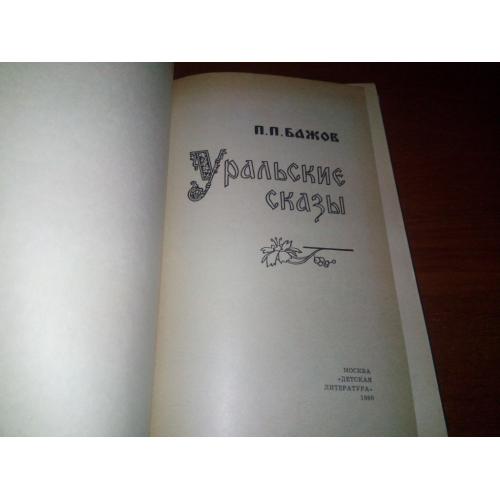 П.П.БАЖОВ
Уральские
сказы
МОСКВА
«ДЕТСКАЯ
ЛИТЕРАТУРА»